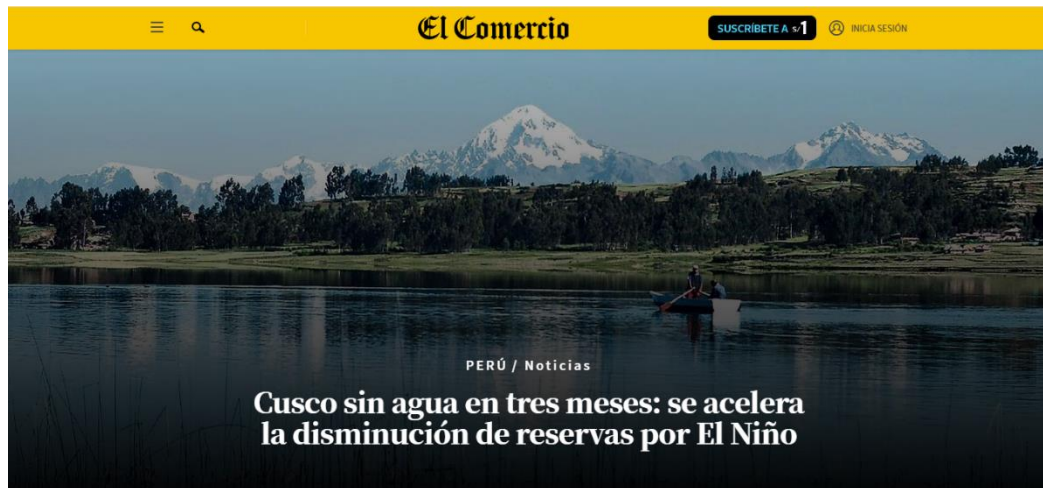 El Comercio
SUSCRÍBETE A S/1
INICIA SESIÓN
PERÚ / Noticias
Cusco sin agua en tres meses: se acelera
la disminución de reservas por El Niño